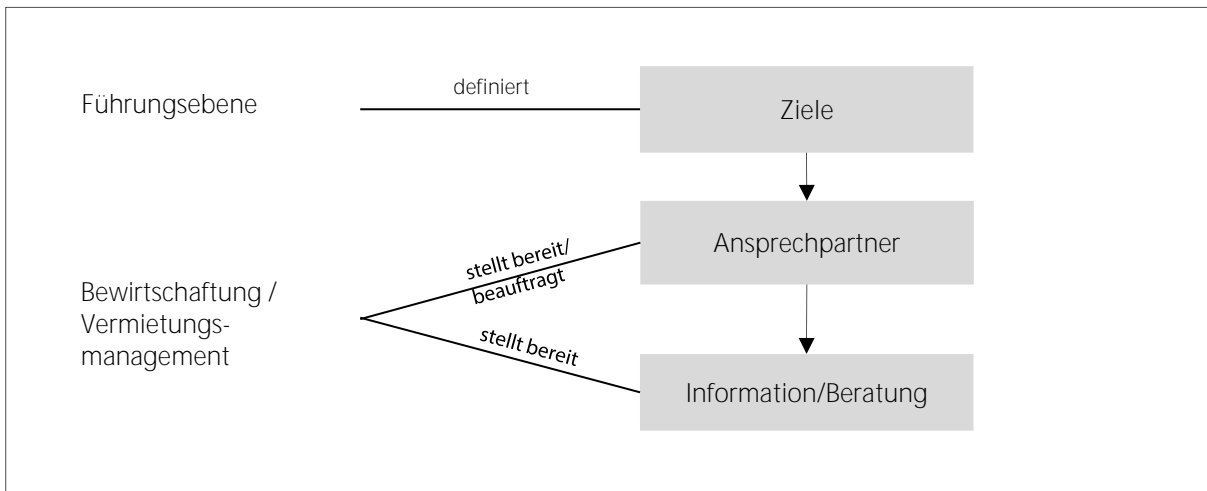 definiert
Führungsebene
Ziele
Ansprechpartner
stellt bereit/
beauftragt
Bewirtschaftung /
Vermietungs-
management
stellt bereit
Information/Beratung